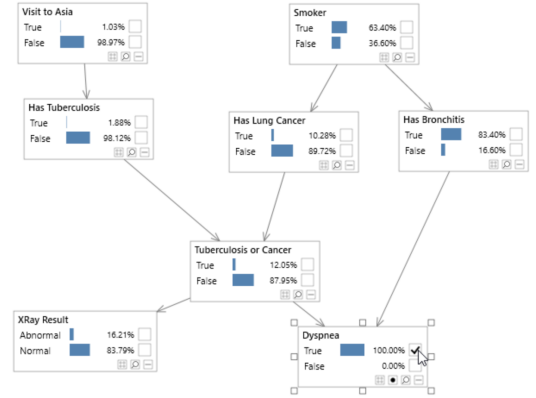 Visit to Asia
True 1.03%
False 98.97%
Smoker
True 63.40%
False 36.60%
Has Tuberculosis
True 1.88%
False 98.12%
Has Lung Cancer
True 10.28%
False 89.72%
Has Bronchitis
True 83.40%
False 16.60%
Tuberculosis or Cancer
True 12.05%
False 87.95%
XRay Result
Abnormal 16.21%
Normal 83.79%
Dyspnea
True 100.00%
False 0.00%